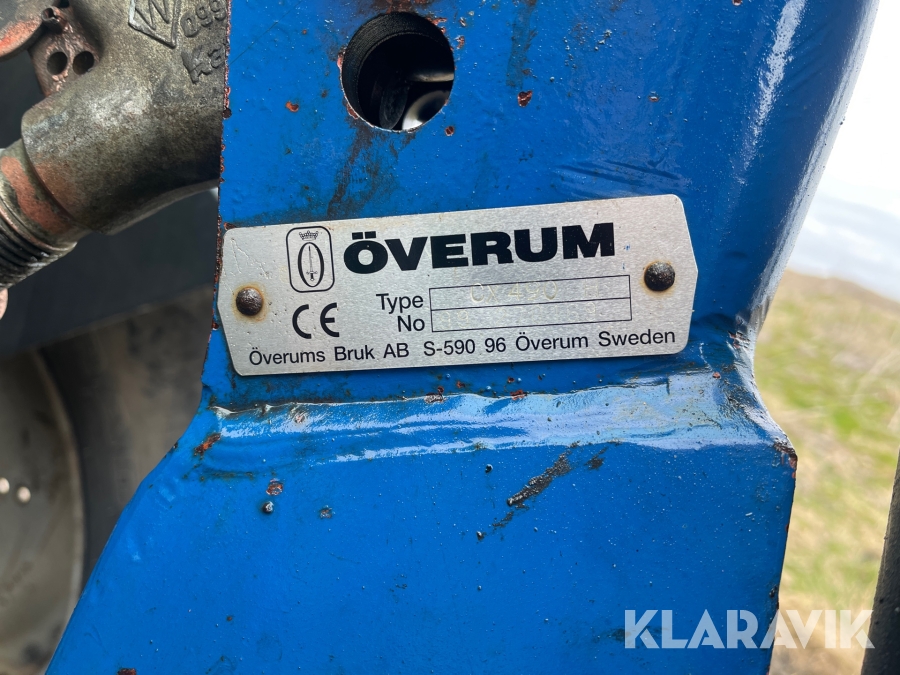 ÖVERUM
Type
No
CE
Överums Bruk AB S-590 96 Överum Sweden
KLARAVIK